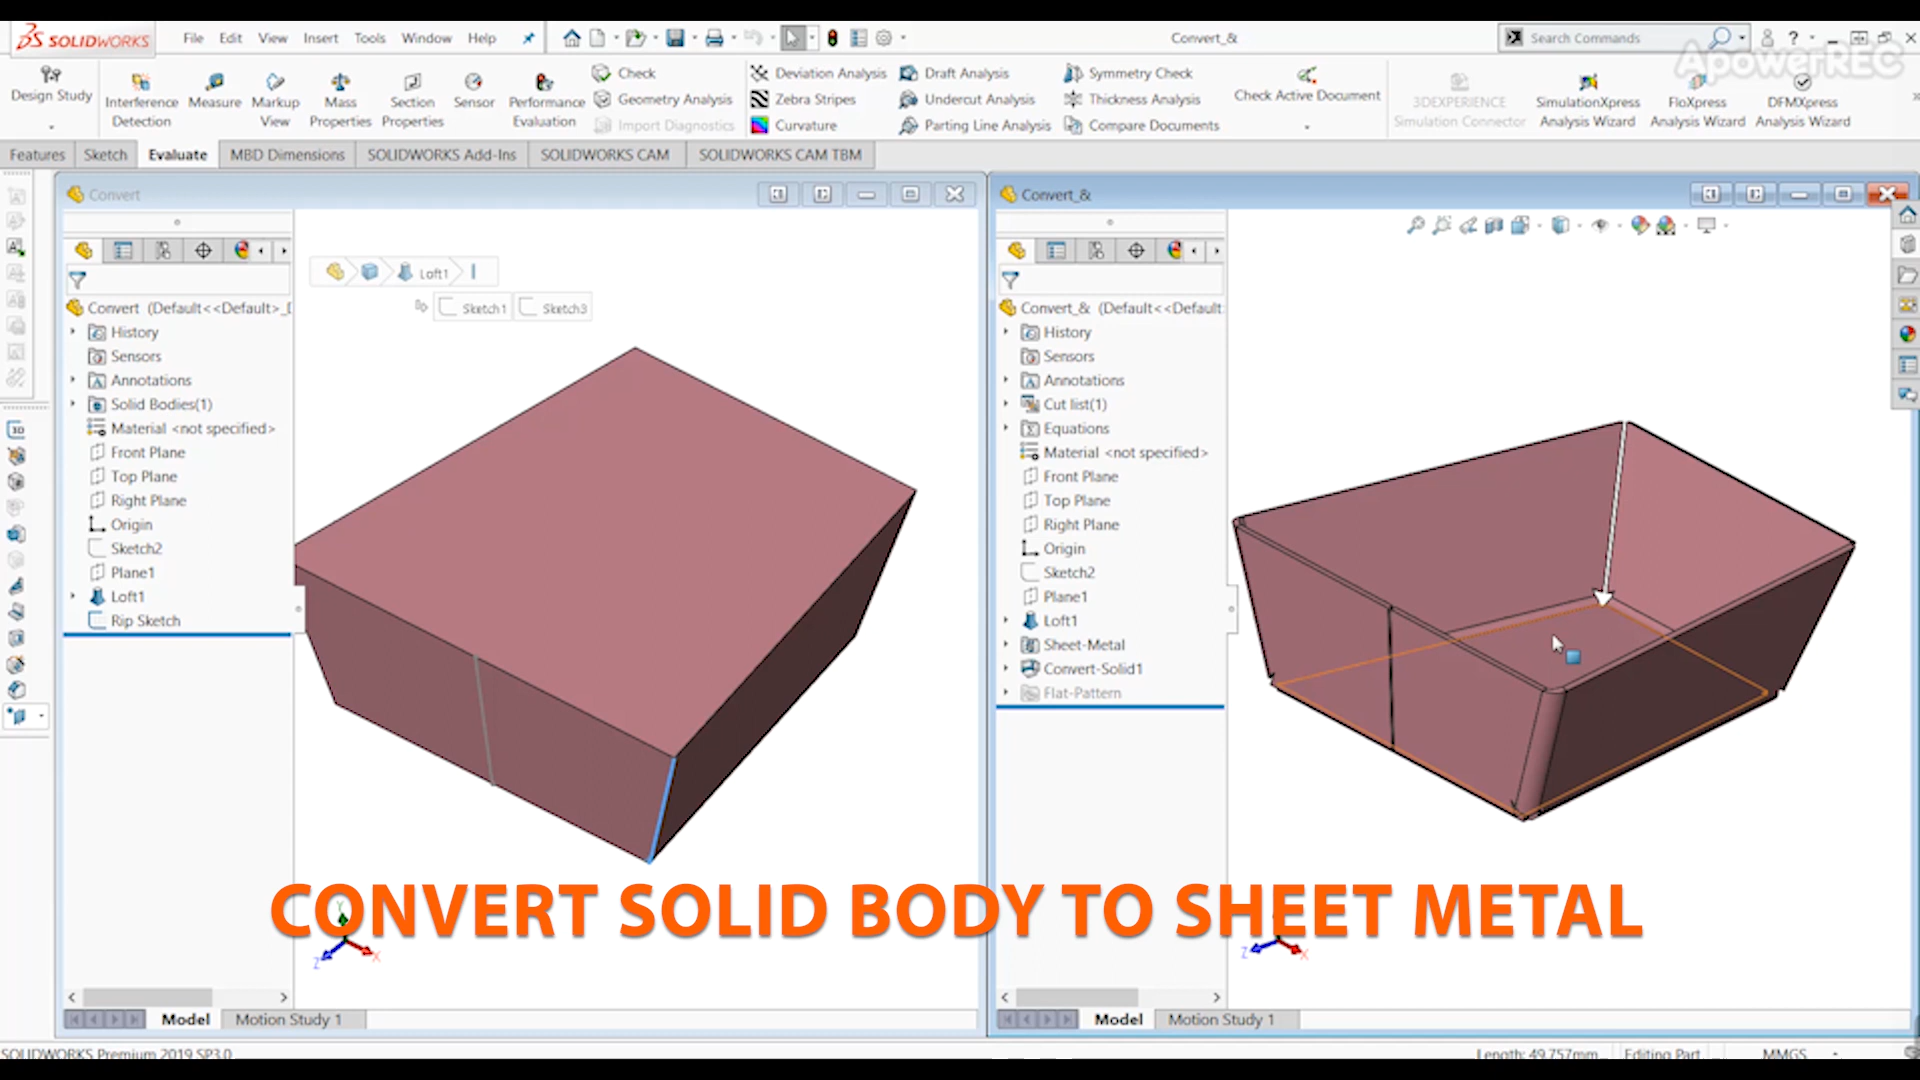 SOLIDWORKS File Edit View Insert Tools Window Help Convert_& Search Commands ?
ApowerREC
Design Study
Interference Detection
Measure
Markup View
Mass Properties
Section Properties
Sensor
Performance Evaluation
Check
Geometry Analysis
Import Diagnostics
Deviation Analysis
Zebra Stripes
Curvature
Draft Analysis
Undercut Analysis
Parting Line Analysis
Symmetry Check
Thickness Analysis
Compare Documents
Check Active Document
3DEXPERIENCE Simulation Connector
SimulationXpress Analysis Wizard
FloXpress Analysis Wizard
DFMXpress Analysis Wizard
Features Sketch Evaluate MBD Dimensions SOLIDWORKS Add-Ins SOLIDWORKS CAM SOLIDWORKS CAM TBM
Convert
Convert (Default<<Default>_D
History
Sensors
Annotations
Solid Bodies(1)
Material <not specified>
Front Plane
Top Plane
Right Plane
Origin
Sketch2
Plane1
Loft1
Rip Sketch
Loft1
Sketch1 Sketch3
Convert_&
Convert_& (Default<<Default
History
Sensors
Annotations
Cut list(1)
Equations
Material <not specified>
Front Plane
Top Plane
Right Plane
Origin
Sketch2
Plane1
Loft1
Sheet-Metal
Convert-Solid1
Flat-Pattern
CONVERT SOLID BODY TO SHEET METAL
Y
Z X
Z X
Model Motion Study 1
Model Motion Study 1
SOLIDWORKS Premium 2019 SP3.0
Length: 49.757mm Editing Part MMGS